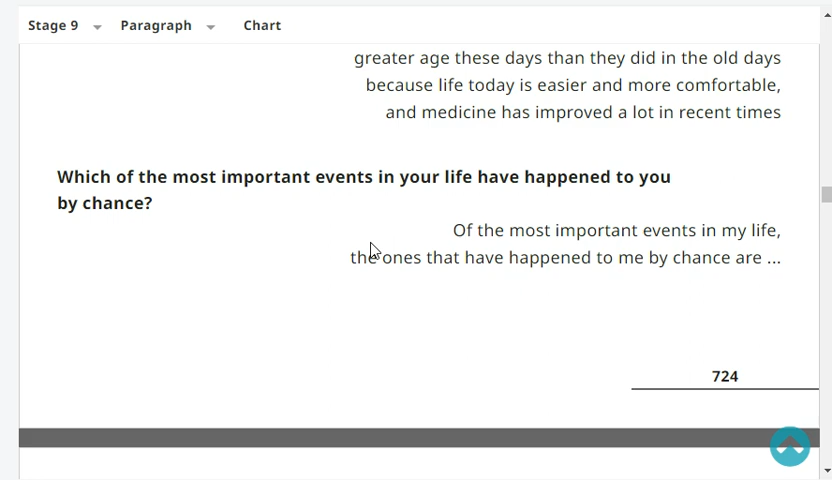 Stage 9 Paragraph Chart
greater age these days than they did in the old days
because life today is easier and more comfortable,
and medicine has improved a lot in recent times
Which of the most important events in your life have happened to you
by chance?
Of the most important events in my life,
the ones that have happened to me by chance are ...
724